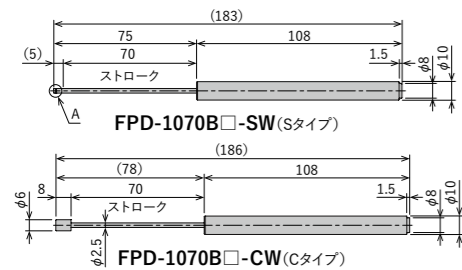 (183)
75 108
(5) 70 1.5 φ8 φ10
ストローク
A
FPD-1070B□-SW(Sタイプ)
(186)
(78) 108
φ6 8 70 1.5 φ8 φ10
ストローク
φ2.5
FPD-1070B□-CW(Cタイプ)